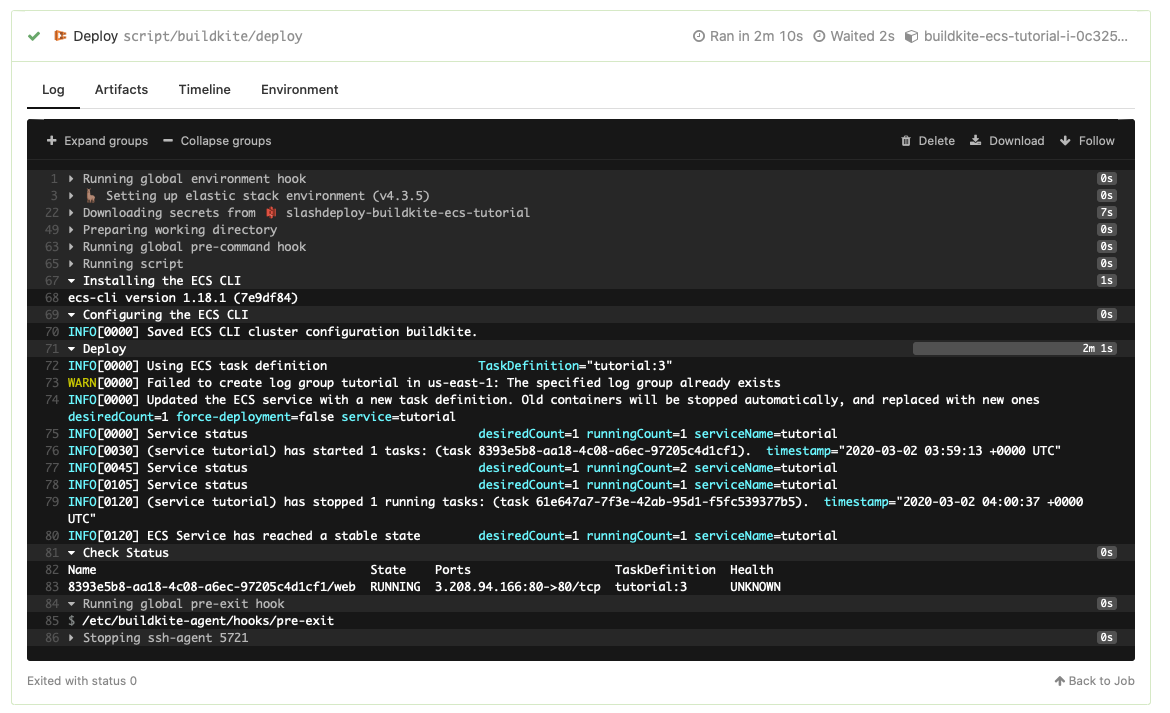 Deploy script/buildkite/deploy Ran in 2m 10s Waited 2s buildkite-ecs-tutorial-i-0c325...
Log Artifacts Timeline Environment
Expand groups Collapse groups Delete Download Follow
1 Running global environment hook 0s
3 Setting up elastic stack environment (v4.3.5) 0s
22 Downloading secrets from slashdeploy-buildkite-ecs-tutorial 7s
49 Preparing working directory 0s
63 Running global pre-command hook 0s
65 Running script 0s
67 Installing the ECS CLI 1s
68 ecs-cli version 1.18.1 (7e9df84)
69 Configuring the ECS CLI 0s
70 INFO[0000] Saved ECS CLI cluster configuration buildkite.
71 Deploy 2m 1s
72 INFO[0000] Using ECS task definition TaskDefinition="tutorial:3"
73 WARN[0000] Failed to create log group tutorial in us-east-1: The specified log group already exists
74 INFO[0000] Updated the ECS service with a new task definition. Old containers will be stopped automatically, and replaced with new ones
desiredCount=1 force-deployment=false service=tutorial
75 INFO[0000] Service status desiredCount=1 runningCount=1 serviceName=tutorial
76 INFO[0030] (service tutorial) has started 1 tasks: (task 8393e5b8-aa18-4c08-a6ec-97205c4d1cf1). timestamp="2020-03-02 03:59:13 +0000 UTC"
77 INFO[0045] Service status desiredCount=1 runningCount=2 serviceName=tutorial
78 INFO[0105] Service status desiredCount=1 runningCount=1 serviceName=tutorial
79 INFO[0120] (service tutorial) has stopped 1 running tasks: (task 61e647a7-7f3e-42ab-95d1-f5fc539377b5). timestamp="2020-03-02 04:00:37 +0000
UTC"
80 INFO[0120] ECS Service has reached a stable state desiredCount=1 runningCount=1 serviceName=tutorial
81 Check Status 0s
82 Name State Ports TaskDefinition Health
83 8393e5b8-aa18-4c08-a6ec-97205c4d1cf1/web RUNNING 3.208.94.166:80->80/tcp tutorial:3 UNKNOWN
84 Running global pre-exit hook 0s
85 $ /etc/buildkite-agent/hooks/pre-exit
86 Stopping ssh-agent 5721 0s
Exited with status 0 Back to Job